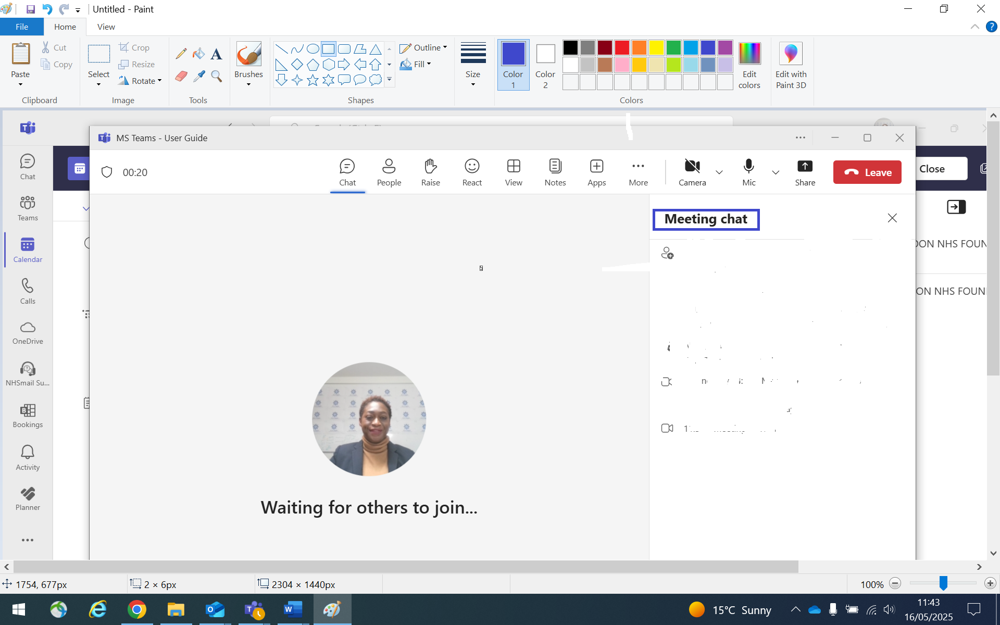 Untitled - Paint
File Home View
Paste
Cut
Copy
Clipboard
Select
Crop
Resize
Rotate
Image
A
Tools
Brushes
Outline
Fill
Shapes
Size
Color 1
Color 2
Edit colors
Colors
Edit with Paint 3D
MS Teams - User Guide
00:20
Chat People Raise React View Notes Apps More Camera Mic Share Leave
Close
Chat
Teams
Calendar
Calls
OneDrive
NHSmail Su...
Bookings
Activity
Planner
Meeting chat
DON NHS FOUN
ON NHS FOUN
Waiting for others to join...
1754, 677px 2 × 6px 2304 × 1440px 100%
15°C Sunny
11:43
16/05/2025